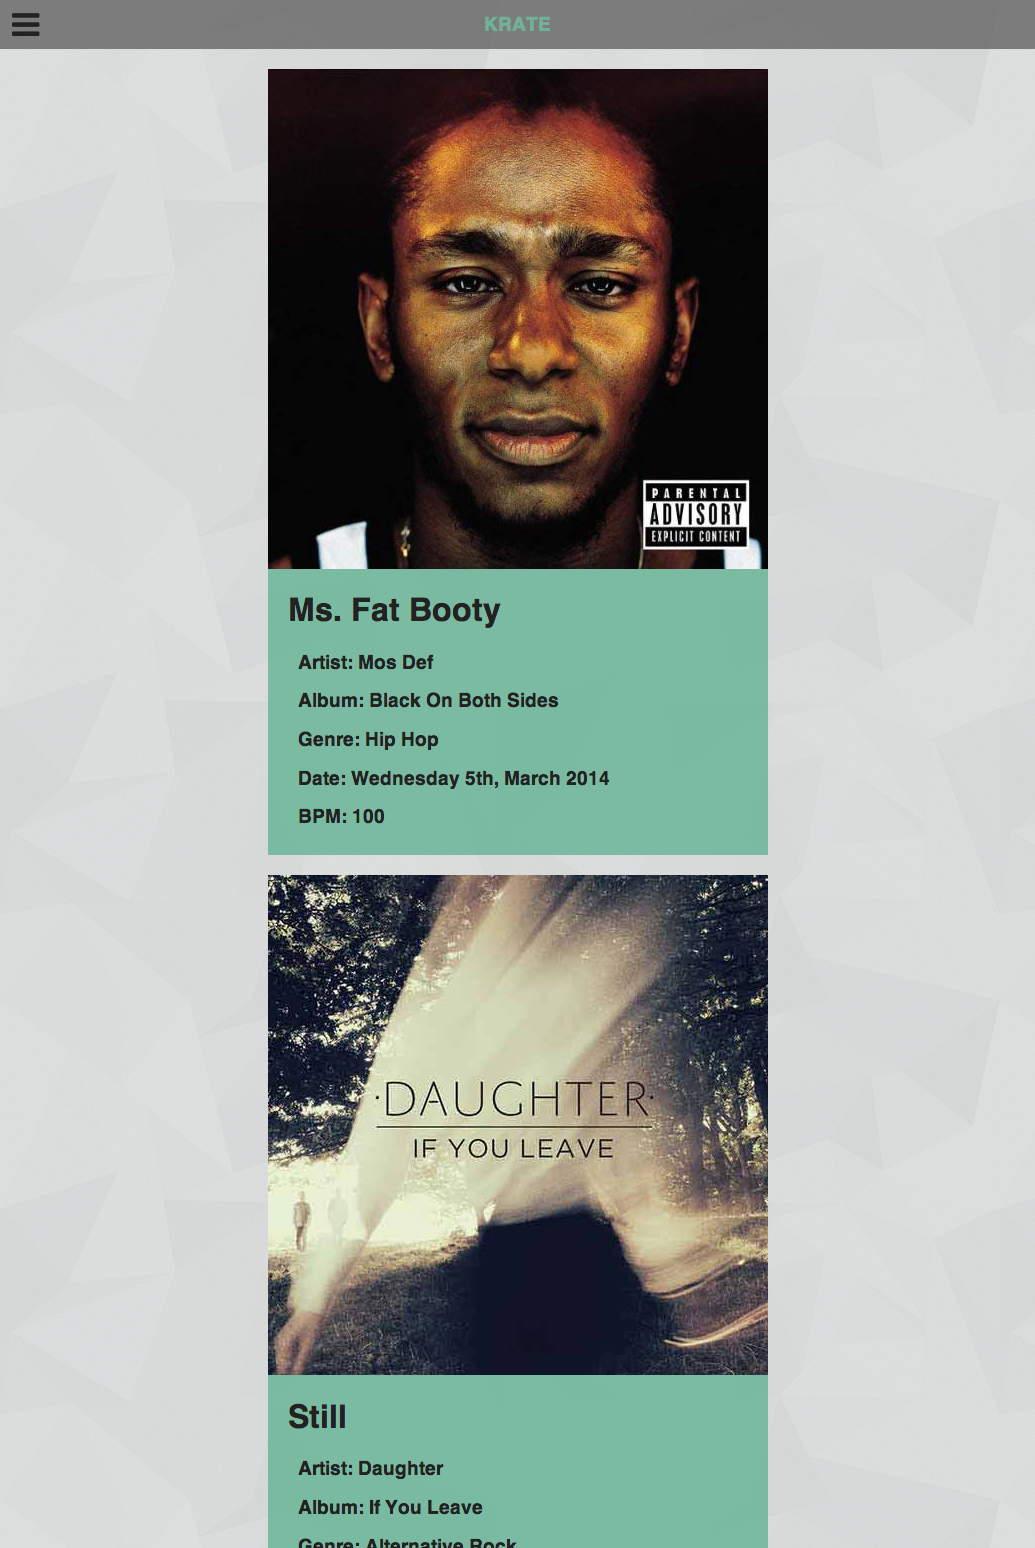 KRATE
PARENTAL
ADVISORY
EXPLICIT CONTENT
Ms. Fat Booty
Artist: Mos Def
Album: Black On Both Sides
Genre: Hip Hop
Date: Wednesday 5th, March 2014
BPM: 100
·DAUGHTER·
IF YOU LEAVE
Still
Artist: Daughter
Album: If You Leave
Genre: Alternative Rock